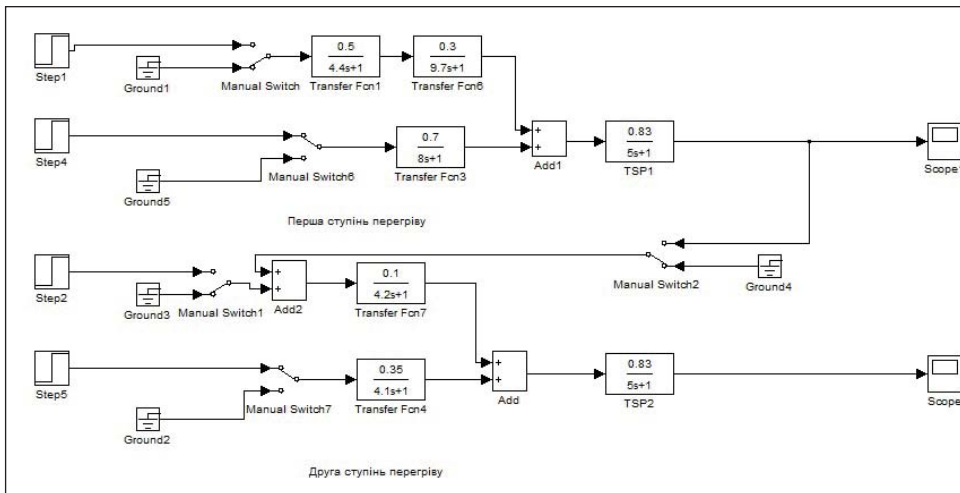 Step1
Ground1
Manual Switch
0.5
4.4s+1
Transfer Fcn1
0.3
9.7s+1
Transfer Fcn6
Step4
Ground5
Manual Switch6
0.7
8s+1
Transfer Fcn3
+
+
Add1
0.83
5s+1
TSP1
Scope1
Перша ступінь перегріву
Step2
Ground3
Manual Switch1
+
+
Add2
0.1
4.2s+1
Transfer Fcn7
Manual Switch2
Ground4
Step5
Ground2
Manual Switch7
0.35
4.1s+1
Transfer Fcn4
+
+
Add
0.83
5s+1
TSP2
Scope
Друга ступінь перегріву